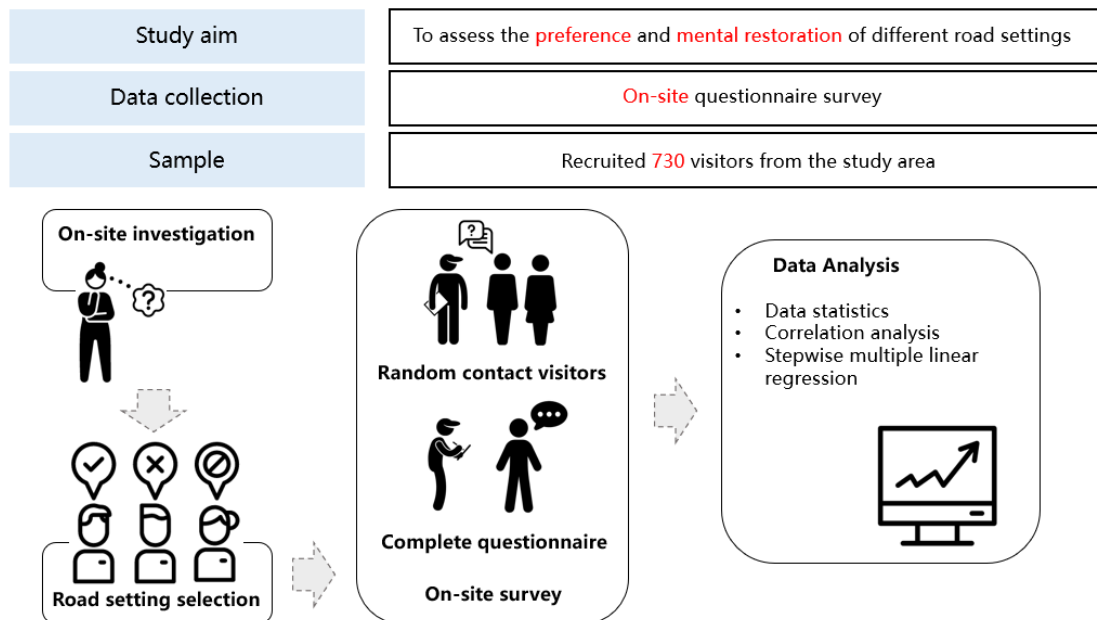 Study aim
To assess the preference and mental restoration of different road settings
Data collection
On-site questionnaire survey
Sample
Recruited 730 visitors from the study area
On-site investigation
?
Road setting selection
?
Random contact visitors
Complete questionnaire
On-site survey
Data Analysis
• Data statistics
• Correlation analysis
• Stepwise multiple linear
regression